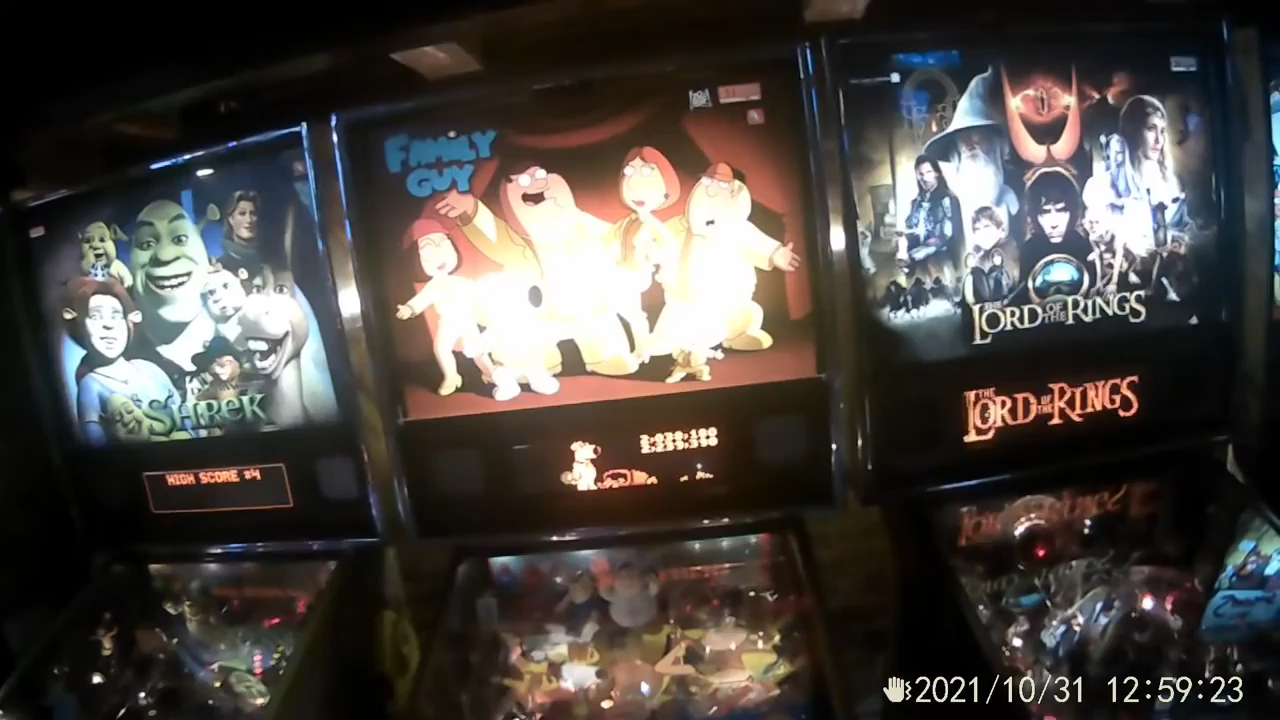 FAMILY
GUY
SHREK
THE
LORD OF THE RINGS
THE
LORD OF THE RINGS
HIGH SCORE #4
2021/10/31 12:59:23